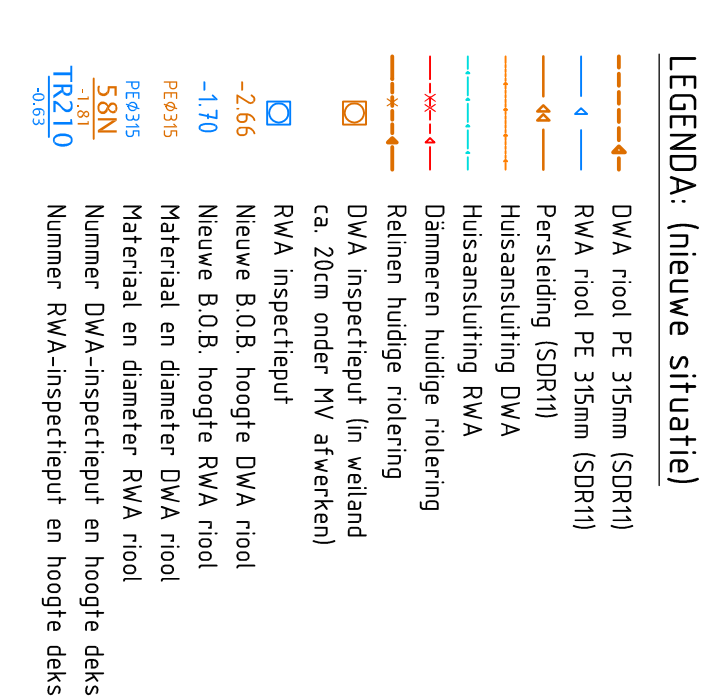 LEGENDA: (nieuwe situatie)
DWA riool PE 315mm (SDR11)
RWA riool PE 315mm (SDR11)
Persleiding (SDR11)
Huisaansluiting DWA
Huisaansluiting RWA
Dämmeren huidige riolering
Relinen huidige riolering
DWA inspectieput (in weiland
ca. 20cm onder MV afwerken)
RWA inspectieput
-2.66 Nieuwe B.O.B. hoogte DWA riool
-1.70 Nieuwe B.O.B. hoogte RWA riool
PEø315 Materiaal en diameter DWA riool
PEø315 Materiaal en diameter RWA riool
58N Nummer DWA-inspectieput en hoogte deks
-1.81
TR210 Nummer RWA-inspectieput en hoogte deks
-0.63